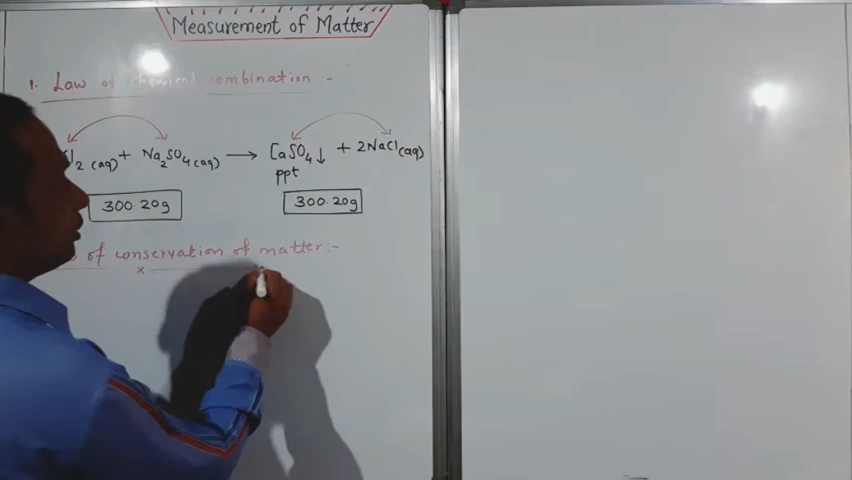 Measurement of Matter
1. Law of chemical combination :-
l2 (aq) + Na2SO4 (aq) → CaSO4↓ + 2NaCl (aq)
ppt
300.20g 300.20g
of conservation of matter:-